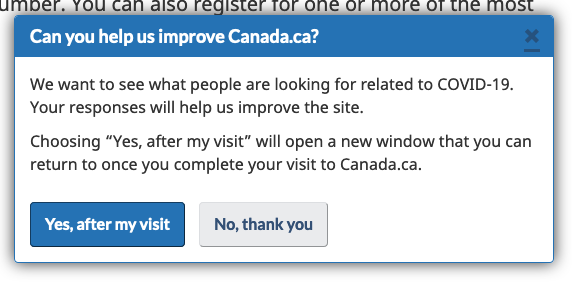 umber. You can also register for one or more of the most
Can you help us improve Canada.ca?
We want to see what people are looking for related to COVID-19.
Your responses will help us improve the site.
Choosing “Yes, after my visit” will open a new window that you can
return to once you complete your visit to Canada.ca.
Yes, after my visit
No, thank you